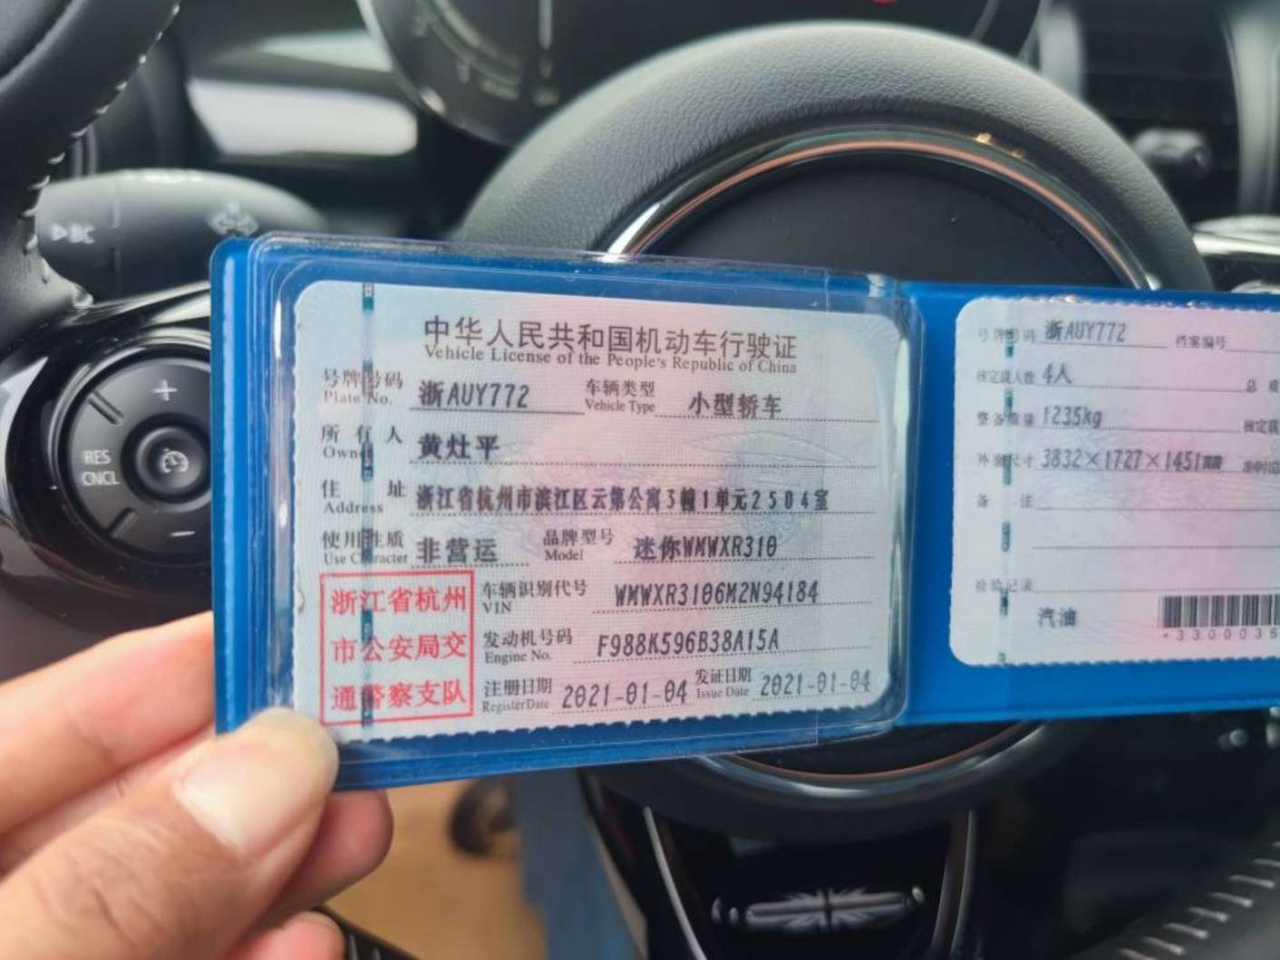 中华人民共和国机动车行驶证
Vehicle License of the People's Republic of China
号牌号码 浙AUY772 车辆类型 小型轿车
Plate No. Vehicle Type
所有人 黄灶平
Owner
住址 浙江省杭州市滨江区云第公寓3幢1单元2504室
Address
使用性质 非营运 品牌型号 迷你WMWXR310
Use Character Model
浙江省杭州
市公安局交
通警察支队
车辆识别代号 WMWXR3106M2N94184
VIN
发动机号码 F988K596B38A15A
Engine No.
注册日期 2021-01-04 发证日期 2021-01-04
Register Date Issue Date
号牌号码 浙AUY772 档案编号
核定载人数 4人 总质
整备质量 1235kg 核定载
外廓尺寸 3832×1727×1451mm
备注
检验记录
汽油
RES
CNCL
+
−